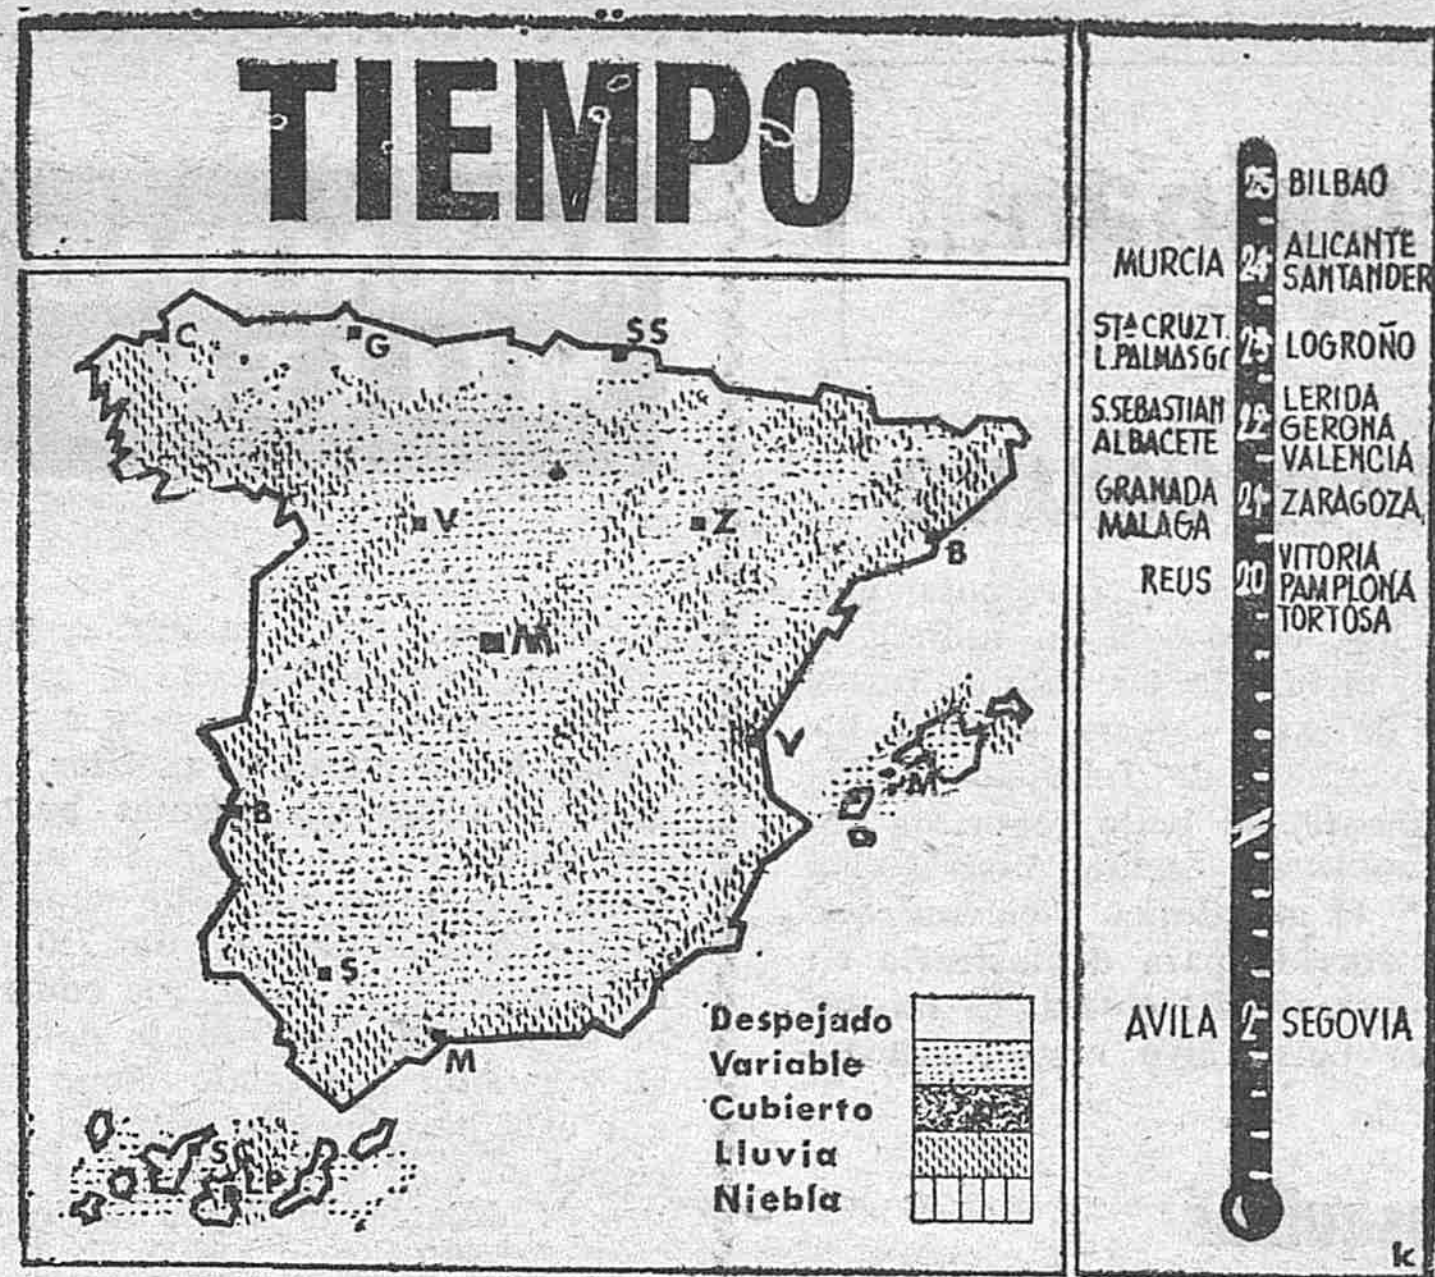 TIEMPO
C
G
SS
V
Z
B
M
V
M
B
S
M
S C
LP
Despejado
Variable
Cubierto
Lluvia
Niebla
25 BILBAO
MURCIA 24 ALICANTE
SANTANDER
STA CRUZ T.
L.PALMAS GC
23 LOGROÑO
S.SEBASTIAN
ALBACETE
22 LERIDA
GERONA
VALENCIA
GRANADA
MALAGA
21 ZARAGOZA
REUS 20 VITORIA
PAMPLONA
TORTOSA
AVILA 2 SEGOVIA
k